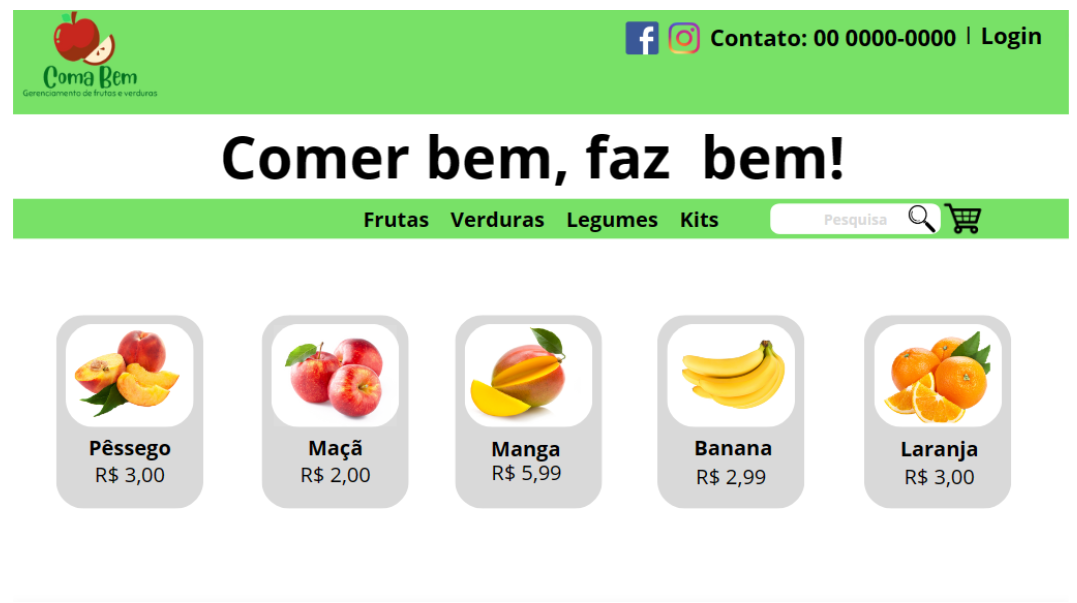 Coma Bem
Gerenciamento de frutas e verduras
Contato: 00 0000-0000 | Login
Comer bem, faz bem!
Frutas Verduras Legumes Kits Pesquisa
Pêssego Maçã Manga Banana Laranja
R$ 3,00 R$ 2,00 R$ 5,99 R$ 2,99 R$ 3,00